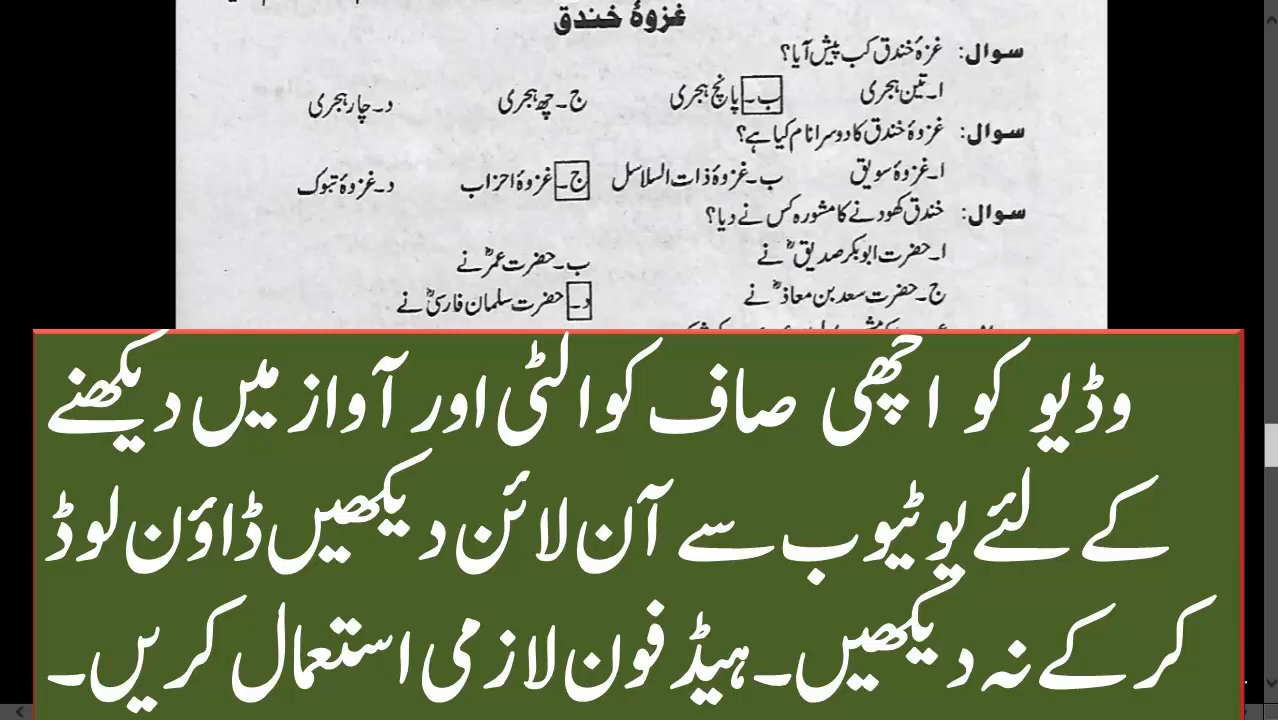 غزوۂ خندق
سوال: غزۂ خندق کب پیش آیا؟
ا۔ تین ہجری ب۔ پانچ ہجری ج۔ چھ ہجری د۔ چار ہجری
سوال: غزوۂ خندق کا دوسرا نام کیا ہے؟
ا۔ غزوۂ سویق ب۔ غزوۂ ذات السلاسل ج۔ غزوۂ احزاب د۔ غزوۂ تبوک
سوال: خندق کھودنے کا مشورہ کس نے دیا؟
ا۔ حضرت ابوبکر صدیقؓ نے ب۔ حضرت عمرؓ نے
ج۔ حضرت سعد بن معاذؓ نے د۔ حضرت سلمان فارسیؓ نے
وڈیو کو اچھی صاف کوالٹی اور آواز میں دیکھنے
کے لئے یوٹیوب سے آن لائن دیکھیں ڈاؤن لوڈ
کر کے نہ دیکھیں۔ ہیڈ فون لازمی استعمال کریں۔